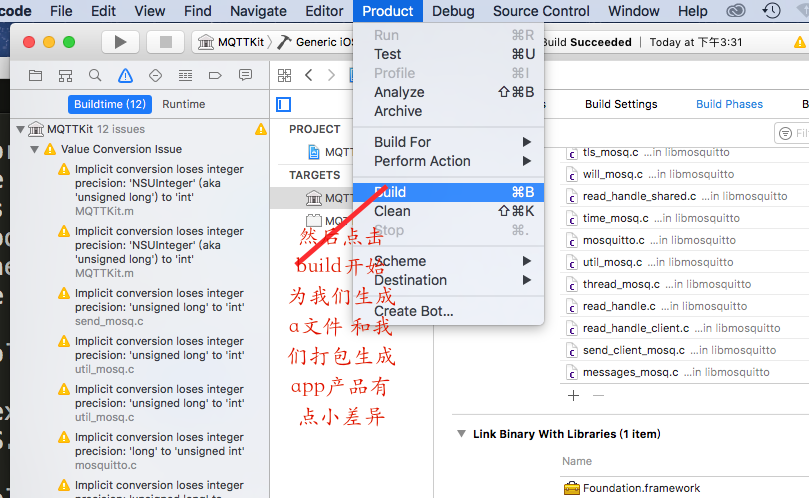 code File Edit View Find Navigate Editor Product Debug Source Control Window Help
MQTTKit Generic iOS Build Succeeded Today at 下午3:31
Buildtime (12) Runtime
MQTTKit 12 issues
Value Conversion Issue
Implicit conversion loses integer
precision: 'NSUInteger' (aka
'unsigned long') to 'int'
MQTTKit.m
Implicit conversion loses integer
precision: 'NSUInteger' (aka
'unsigned long') to 'int'
MQTTKit.m
Implicit conversion loses integer
precision: 'unsigned long' to 'int'
send_mosq.c
Implicit conversion loses integer
precision: 'unsigned long' to 'int'
util_mosq.c
Implicit conversion loses integer
precision: 'unsigned long' to 'int'
util_mosq.c
Implicit conversion loses integer
precision: 'long' to 'unsigned int'
mosquitto.c
Implicit conversion loses integer
precision: 'unsigned long' to 'int'
PROJECT
MQTT
TARGETS
MQTT
MQTT
Run ⌘R
Test ⌘U
Profile ⌘I
Analyze ⇧⌘B
Archive
Build For
Perform Action
Build ⌘B
Clean ⇧⌘K
Stop ⌘.
Scheme
Destination
Create Bot...
然后点击
build开始
为我们生成
a文件 和我
们打包生成
app产品有
点小差异
Build Settings Build Phases
tls_mosq.c ...in libmosquitto
will_mosq.c ...in libmosquitto
read_handle_shared.c ...in libmosquitto
time_mosq.c ...in libmosquitto
mosquitto.c ...in libmosquitto
util_mosq.c ...in libmosquitto
thread_mosq.c ...in libmosquitto
read_handle.c ...in libmosquitto
read_handle_client.c ...in libmosquitto
send_client_mosq.c ...in libmosquitto
messages_mosq.c ...in libmosquitto
Link Binary With Libraries (1 item)
Name
Foundation.framework